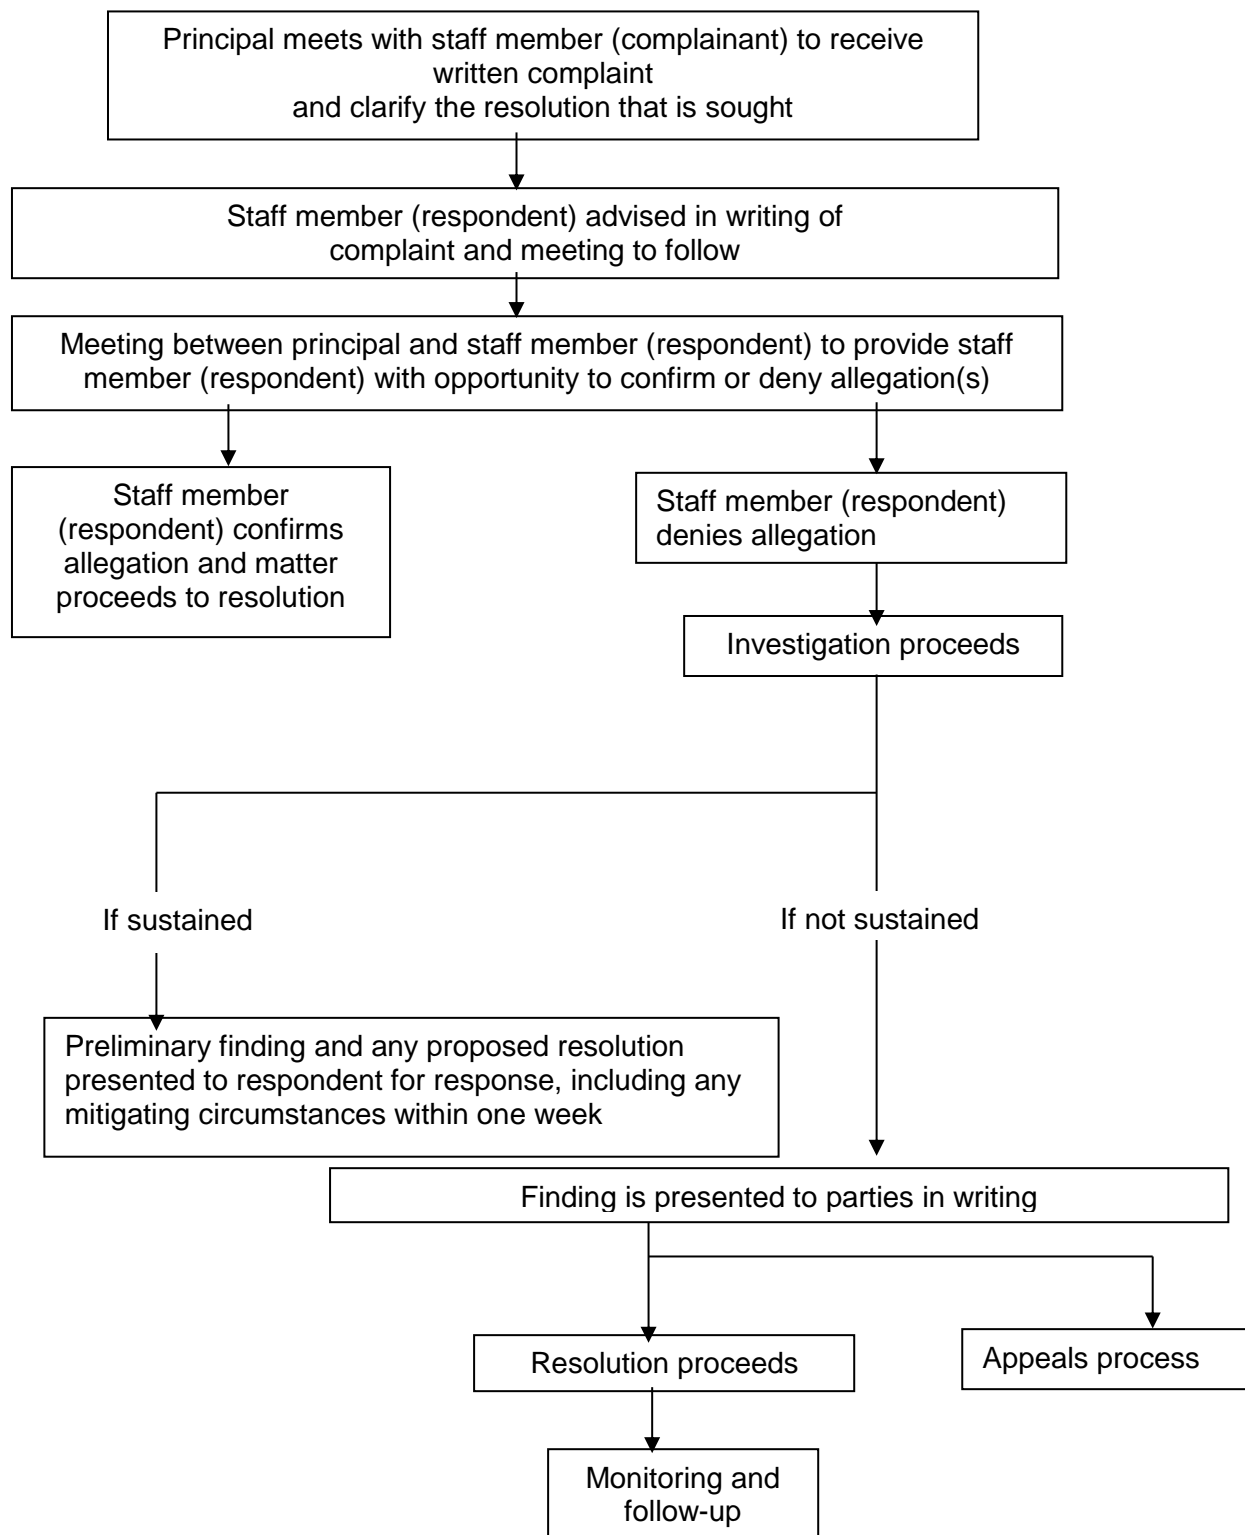 Principal meets with staff member (complainant) to receive
written complaint
and clarify the resolution that is sought
Staff member (respondent) advised in writing of
complaint and meeting to follow
Meeting between principal and staff member (respondent) to provide staff
member (respondent) with opportunity to confirm or deny allegation(s)
Staff member
(respondent) confirms
allegation and matter
proceeds to resolution
Staff member (respondent)
denies allegation
Investigation proceeds
If sustained
If not sustained
Preliminary finding and any proposed resolution
presented to respondent for response, including any
mitigating circumstances within one week
Finding is presented to parties in writing
Resolution proceeds
Appeals process
Monitoring and
follow-up